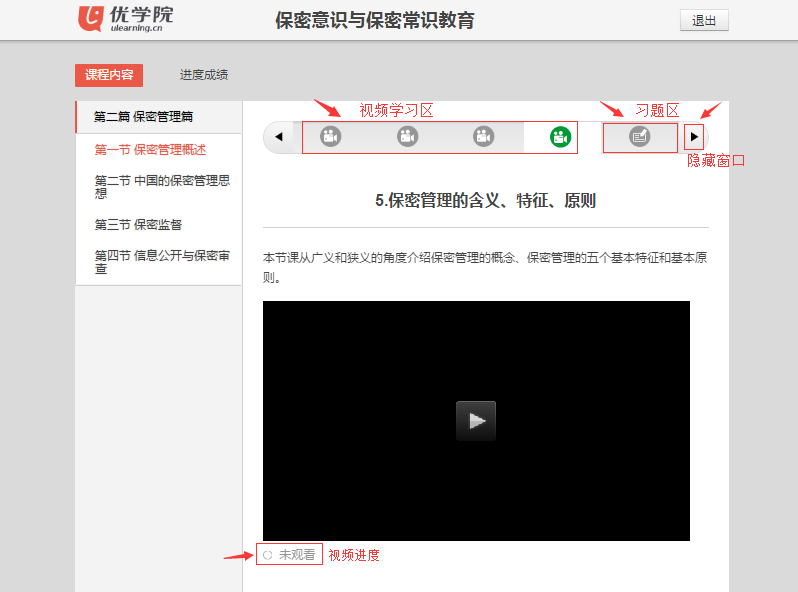 优学院
ulearning.cn
保密意识与保密常识教育
退出
课程内容
进度成绩
第二篇 保密管理篇
第一节 保密管理概述
第二节 中国的保密管理思
想
第三节 保密监督
第四节 信息公开与保密审
查
视频学习区
习题区
隐藏窗口
5.保密管理的含义、特征、原则
本节课从广义和狭义的角度介绍保密管理的概念、保密管理的五个基本特征和基本原
则。
未观看
视频进度